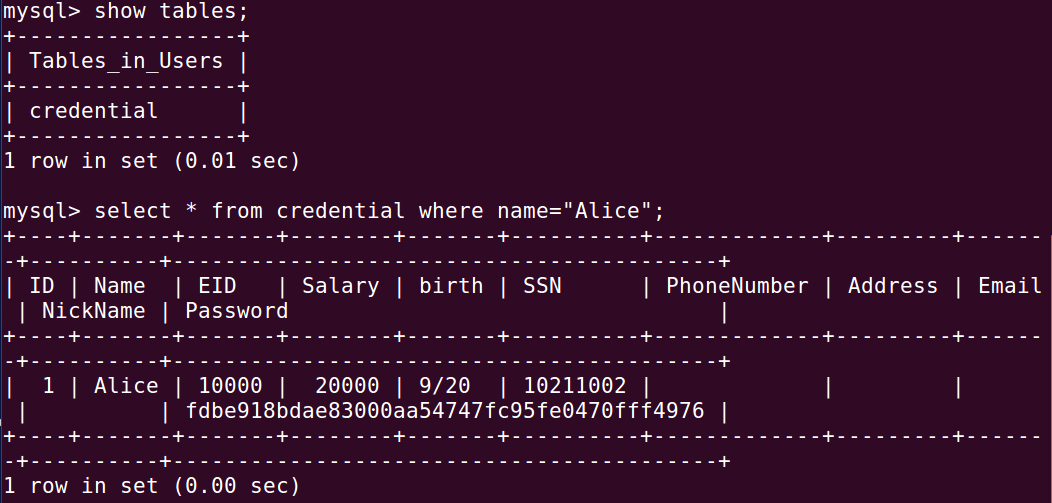 mysql> show tables;
+-----------------+
| Tables_in_Users |
+-----------------+
| credential      |
+-----------------+
1 row in set (0.01 sec)

mysql> select * from credential where name="Alice";
+----+-------+-------+--------+-------+----------+-------------+---------+------
-+----------+------------------------------------------+
| ID | Name  | EID   | Salary | birth | SSN      | PhoneNumber | Address | Email
 | NickName | Password                                 |
+----+-------+-------+--------+-------+----------+-------------+---------+------
-+----------+------------------------------------------+
|  1 | Alice | 10000 |  20000 | 9/20  | 10211002 |             |         |
 |          | fdbe918bdae83000aa54747fc95fe0470fff4976 |
+----+-------+-------+--------+-------+----------+-------------+---------+------
-+----------+------------------------------------------+
1 row in set (0.00 sec)